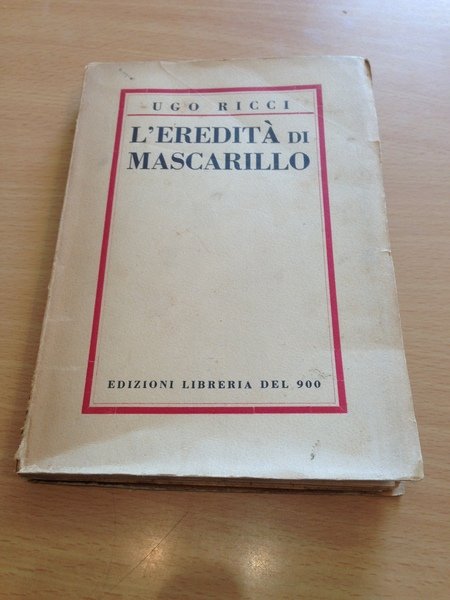 UGO RICCI
L'EREDITÀ DI
MASCARILLO
EDIZIONI LIBRERIA DEL 900